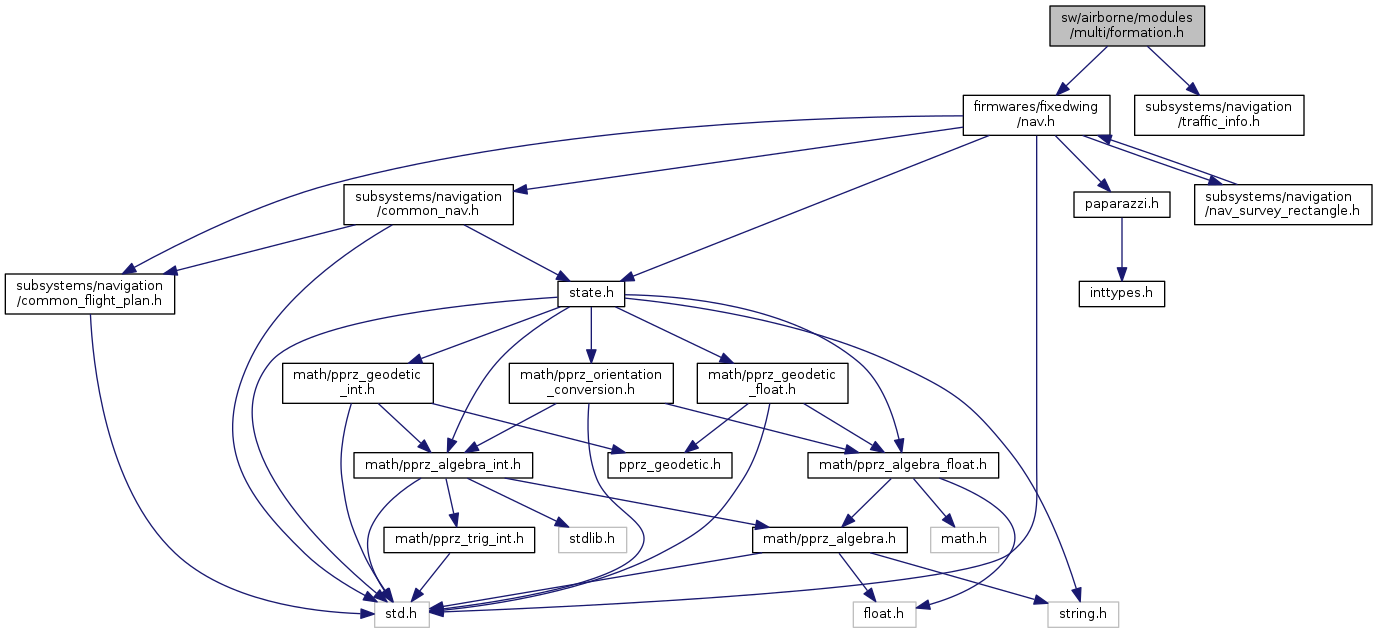 sw/airborne/modules
/multi/formation.h
firmwares/fixedwing
/nav.h
subsystems/navigation
/traffic_info.h
subsystems/navigation
/common_nav.h
paparazzi.h
subsystems/navigation
/nav_survey_rectangle.h
subsystems/navigation
/common_flight_plan.h
state.h
inttypes.h
math/pprz_geodetic
_int.h
math/pprz_orientation
_conversion.h
math/pprz_geodetic
_float.h
math/pprz_algebra_int.h
pprz_geodetic.h
math/pprz_algebra_float.h
math/pprz_trig_int.h
stdlib.h
math/pprz_algebra.h
math.h
std.h
float.h
string.h